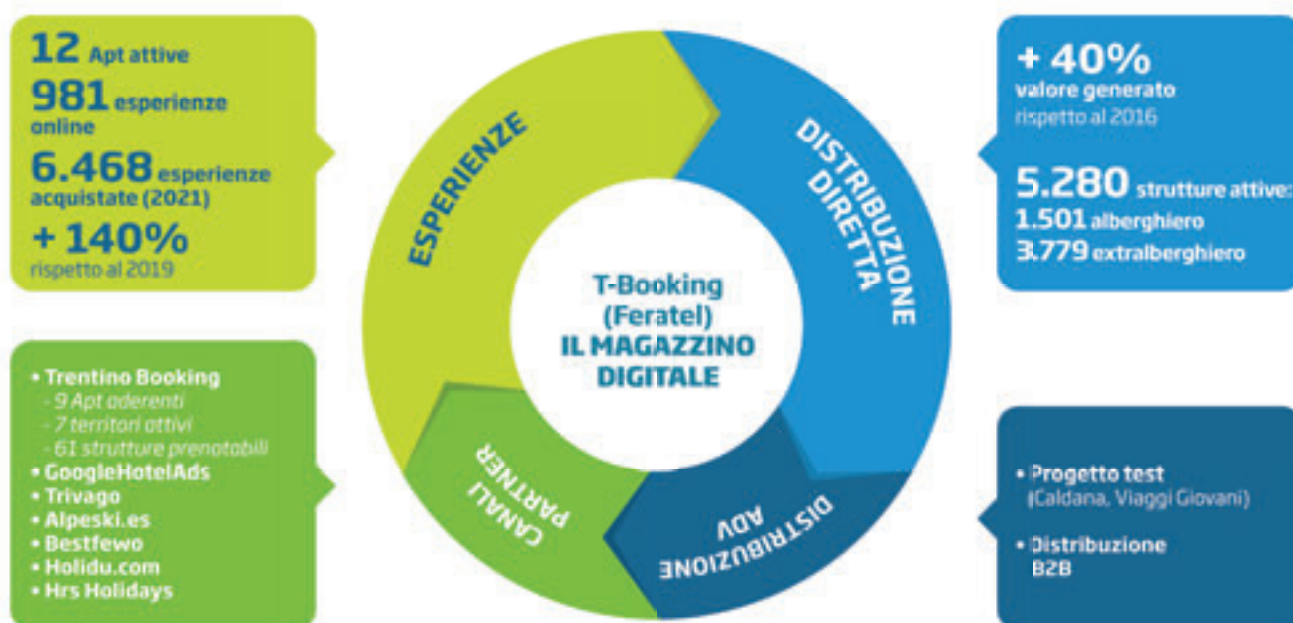 12 Apt attive
981 esperienze
online
6.468 esperienze
acquistate (2021)
+ 140%
rispetto al 2019
• Trentino Booking
- 9 Apt aderenti
- 7 territori attivi
- 61 strutture prenotabili
• GoogleHotelAds
• Trivago
• Alpeski.es
• Bestfewo
• Holidu.com
• Hrs Holidays
ESPERIENZE
DISTRIBUZIONE
DIRETTA
T-Booking
(Feratel)
IL MAGAZZINO
DIGITALE
CANALI
PARTNER
DISTRIBUZIONE
ADV
+ 40%
valore generato
rispetto al 2016
5.280 strutture attive:
1.501 alberghiero
3.779 extralberghiero
• Progetto test
(Caldana, Viaggi Giovani)
• Distribuzione
B2B